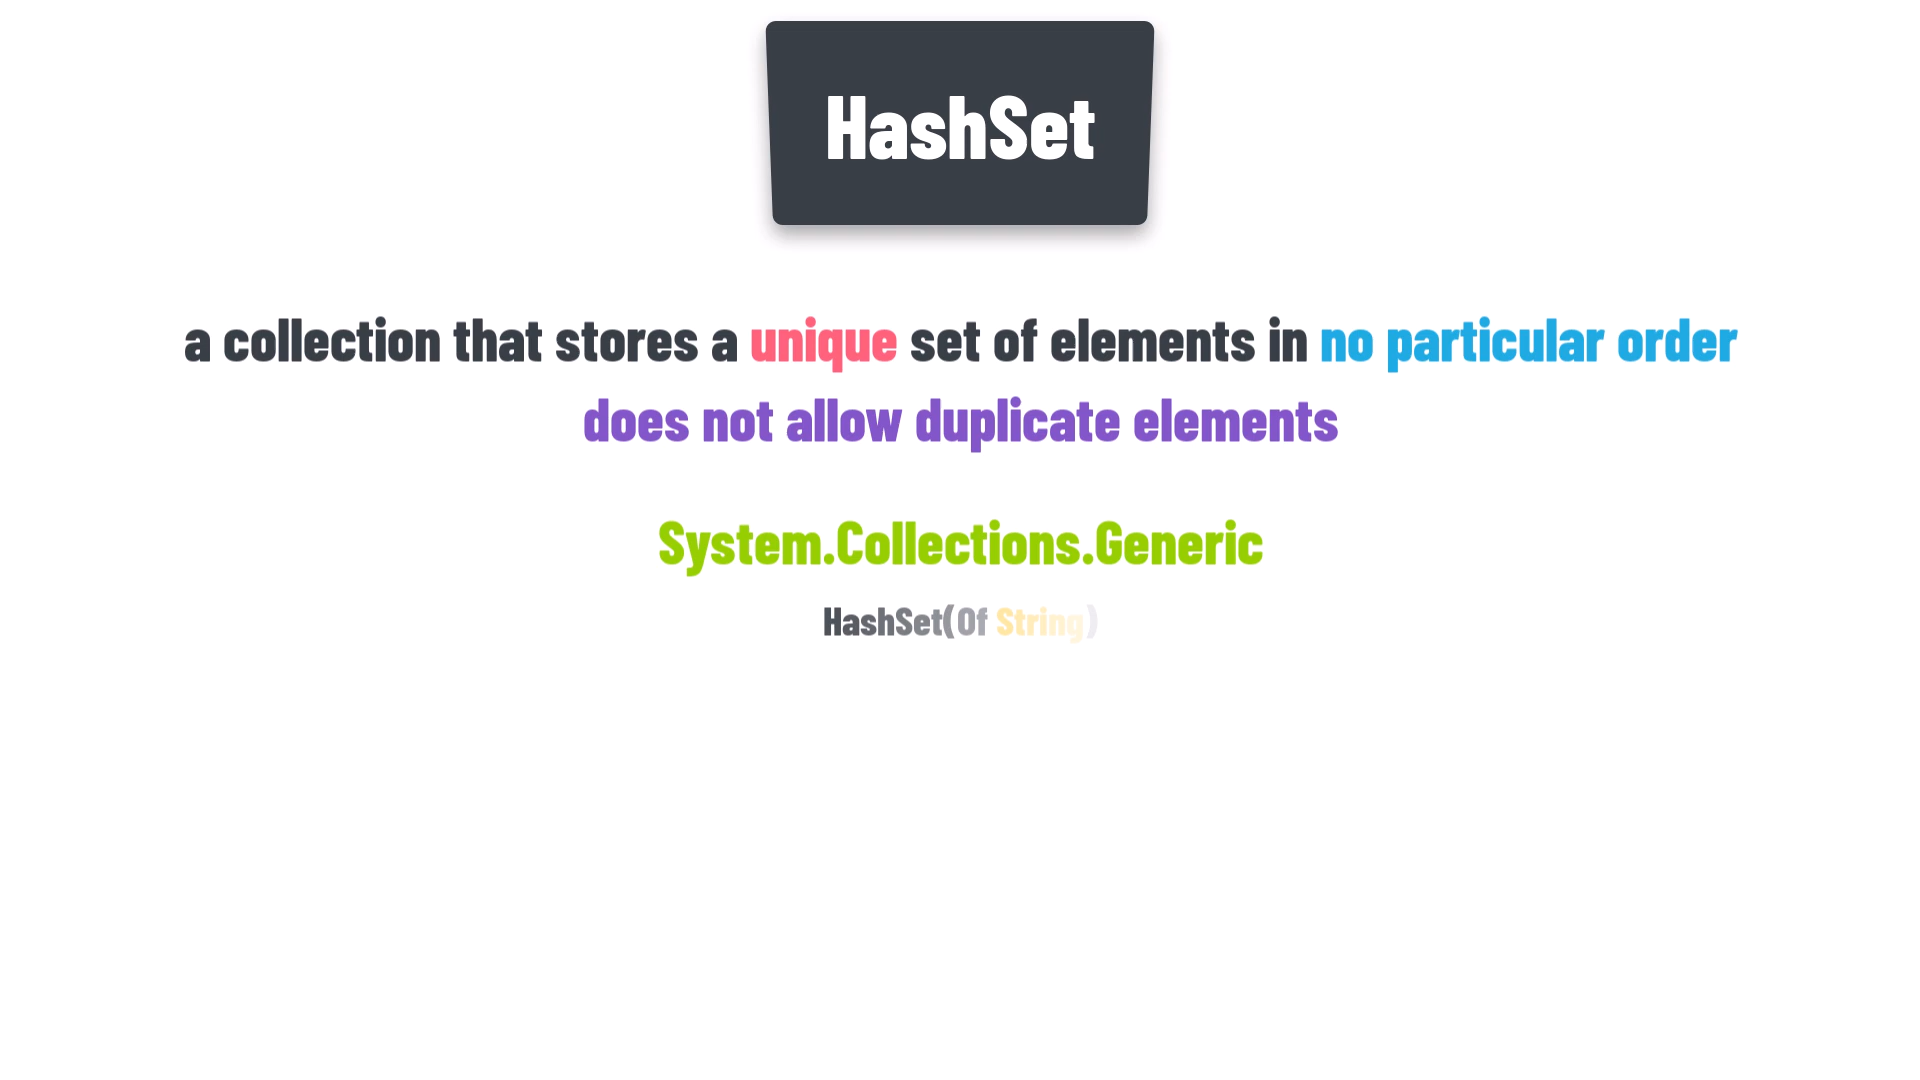 HashSet
a collection that stores a unique set of elements in no particular order
does not allow duplicate elements
System.Collections.Generic
HashSet(Of String)